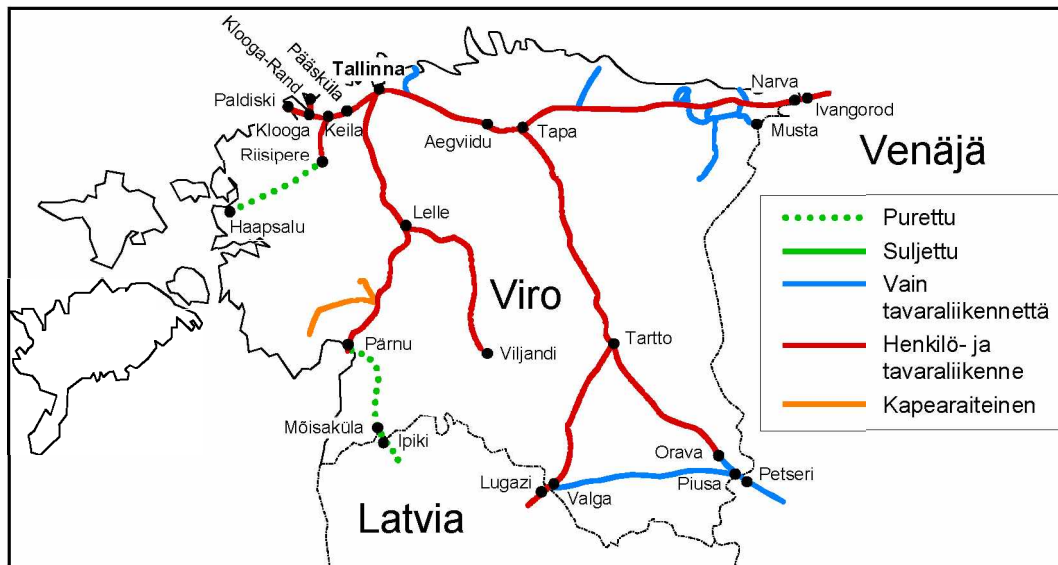 Klooga-Rand
Pääsküla
Tallinna
Paldiski
Klooga
Keila
Riisipere
Haapsalu
Aegviidu
Tapa
Narva
Ivangorod
Musta
Venäjä
Lelle
Viro
Pärnu
Viljandi
Tartto
Mõisaküla
Ipiki
Lugazi
Valga
Orava
Piusa
Petseri
Latvia
Purettu
Suljettu
Vain
tavaraliikennettä
Henkilö- ja
tavaraliikenne
Kapearaiteinen